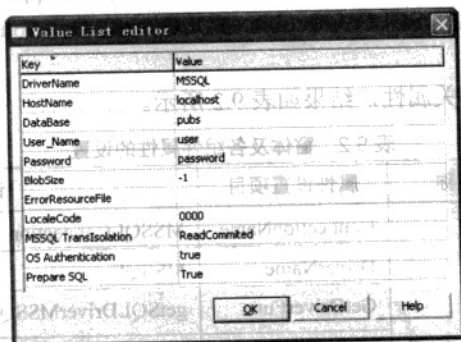 Value List editor
Key Value
DriverName MSSQL
HostName localhost
DataBase pubs
User_Name user
Password password
BlobSize -1
ErrorResourceFile
LocaleCode 0000
MSSQL TransIsolation ReadCommited
OS Authentication true
Prepare SQL True
OK Cancel Help